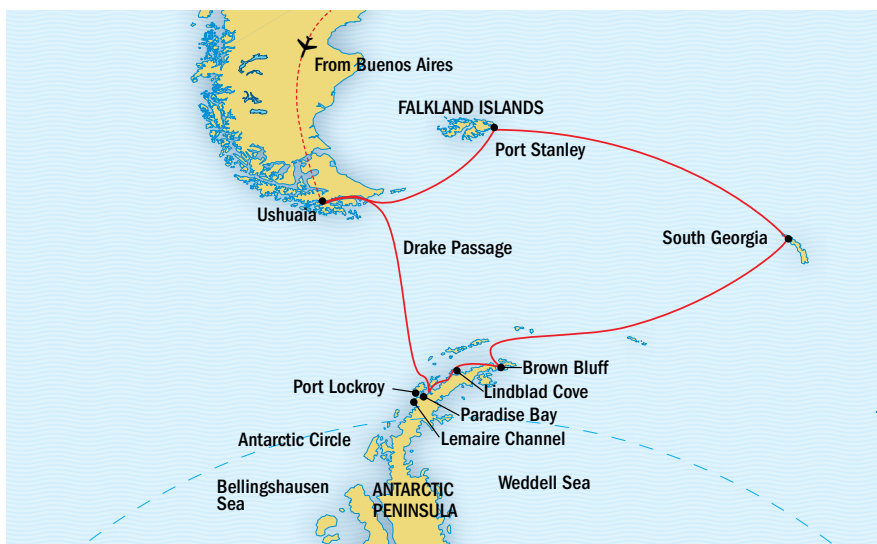 From Buenos Aires
FALKLAND ISLANDS
Port Stanley
Ushuaia
South Georgia
Drake Passage
Brown Bluff
Port Lockroy
Lindblad Cove
Paradise Bay
Antarctic Circle
Lemaire Channel
Bellingshausen
Sea
ANTARCTIC
PENINSULA
Weddell Sea